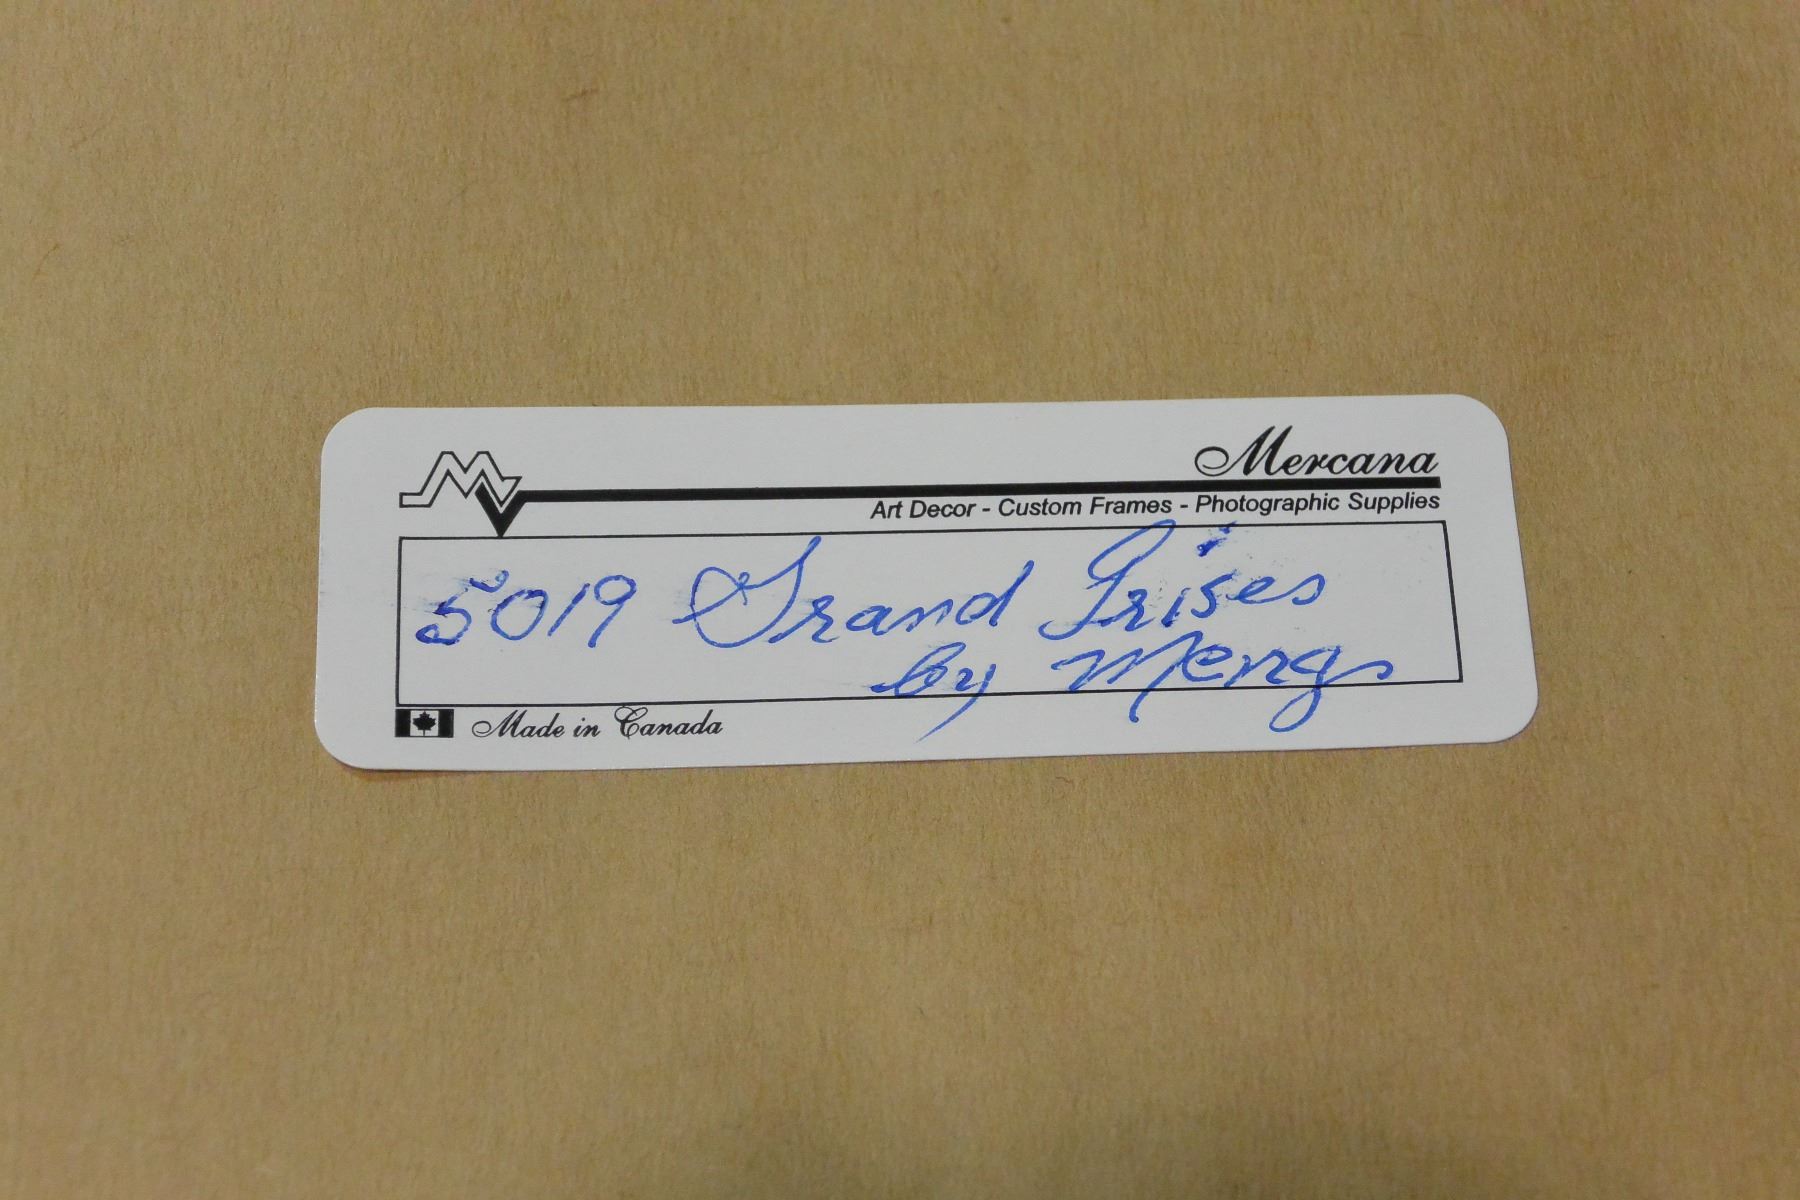 Mercana
Art Decor - Custom Frames - Photographic Supplies
5019 Grand Irises
by Meng
Made in Canada